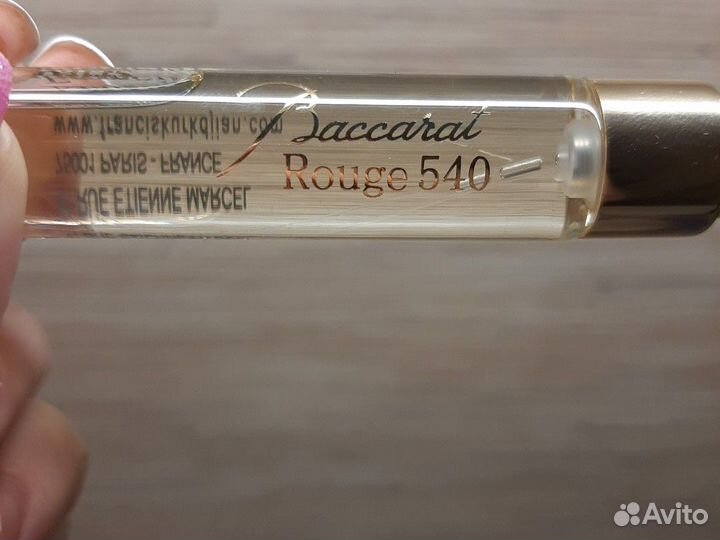 Baccarat
Rouge 540
www.franciskurkdjian.com
75001 PARIS - FRANCE
RUE ETIENNE MARCEL
Avito